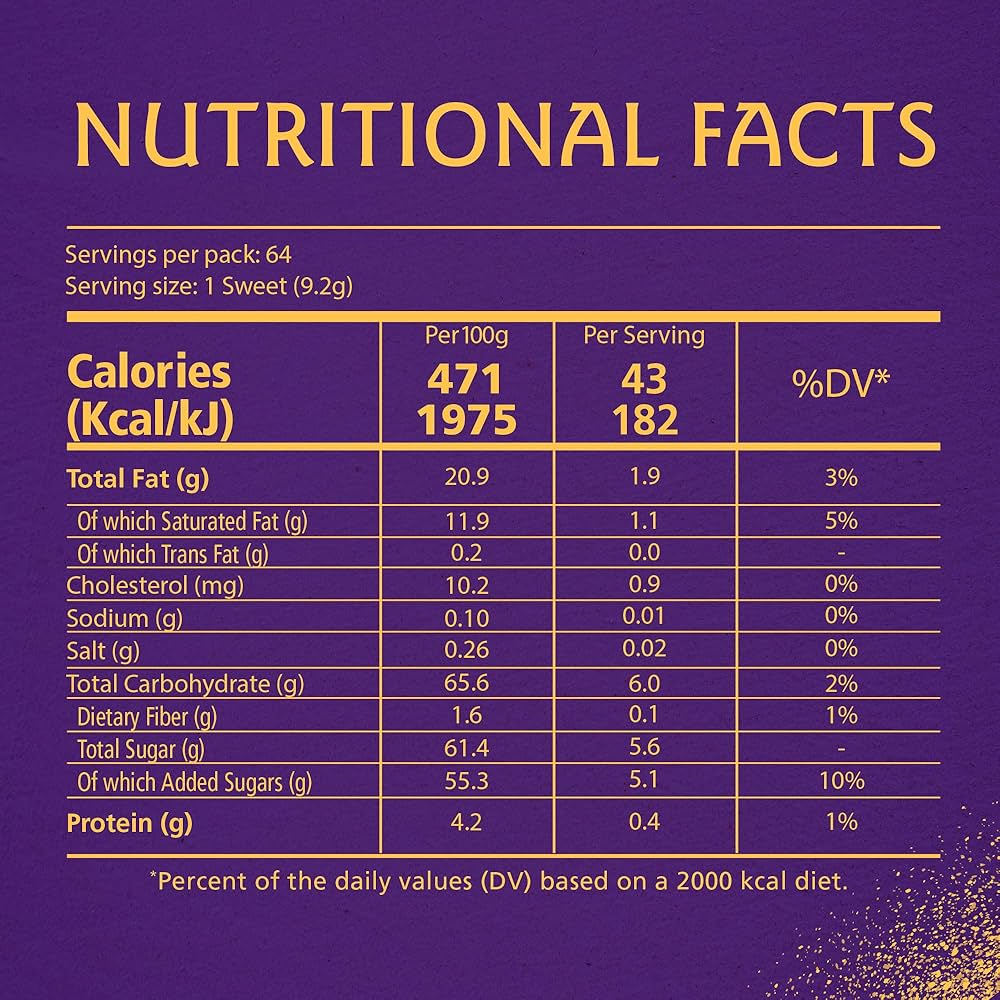 NUTRITIONAL FACTS
Servings per pack: 64
Serving size: 1 Sweet (9.2g)
Calories (Kcal/kJ) Per100g 471 1975 Per Serving 43 182 %DV*
Total Fat (g) 20.9 1.9 3%
Of which Saturated Fat (g) 11.9 1.1 5%
Of which Trans Fat (g) 0.2 0.0 -
Cholesterol (mg) 10.2 0.9 0%
Sodium (g) 0.10 0.01 0%
Salt (g) 0.26 0.02 0%
Total Carbohydrate (g) 65.6 6.0 2%
Dietary Fiber (g) 1.6 0.1 1%
Total Sugar (g) 61.4 5.6 -
Of which Added Sugars (g) 55.3 5.1 10%
Protein (g) 4.2 0.4 1%
*Percent of the daily values (DV) based on a 2000 kcal diet.